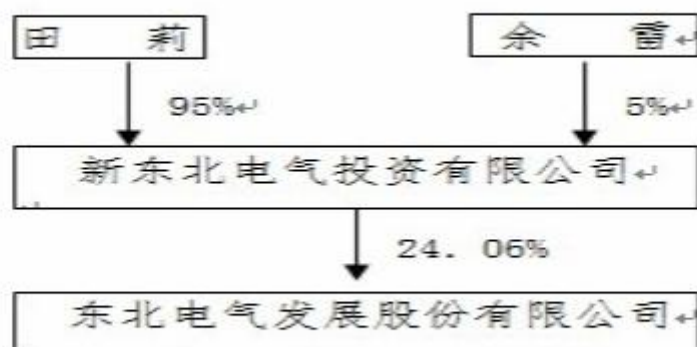 田 莉
余 雷
95%
5%
新东北电气投资有限公司
24. 06%
东北电气发展股份有限公司